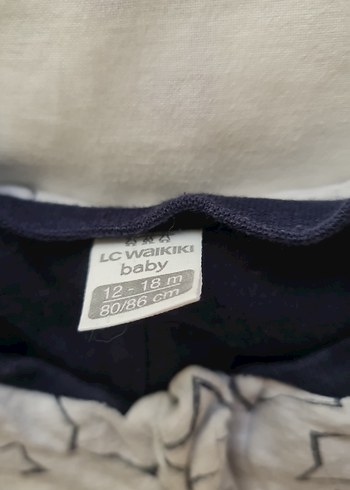 LC WAIKIKI
baby
12 - 18 m
80/86 cm